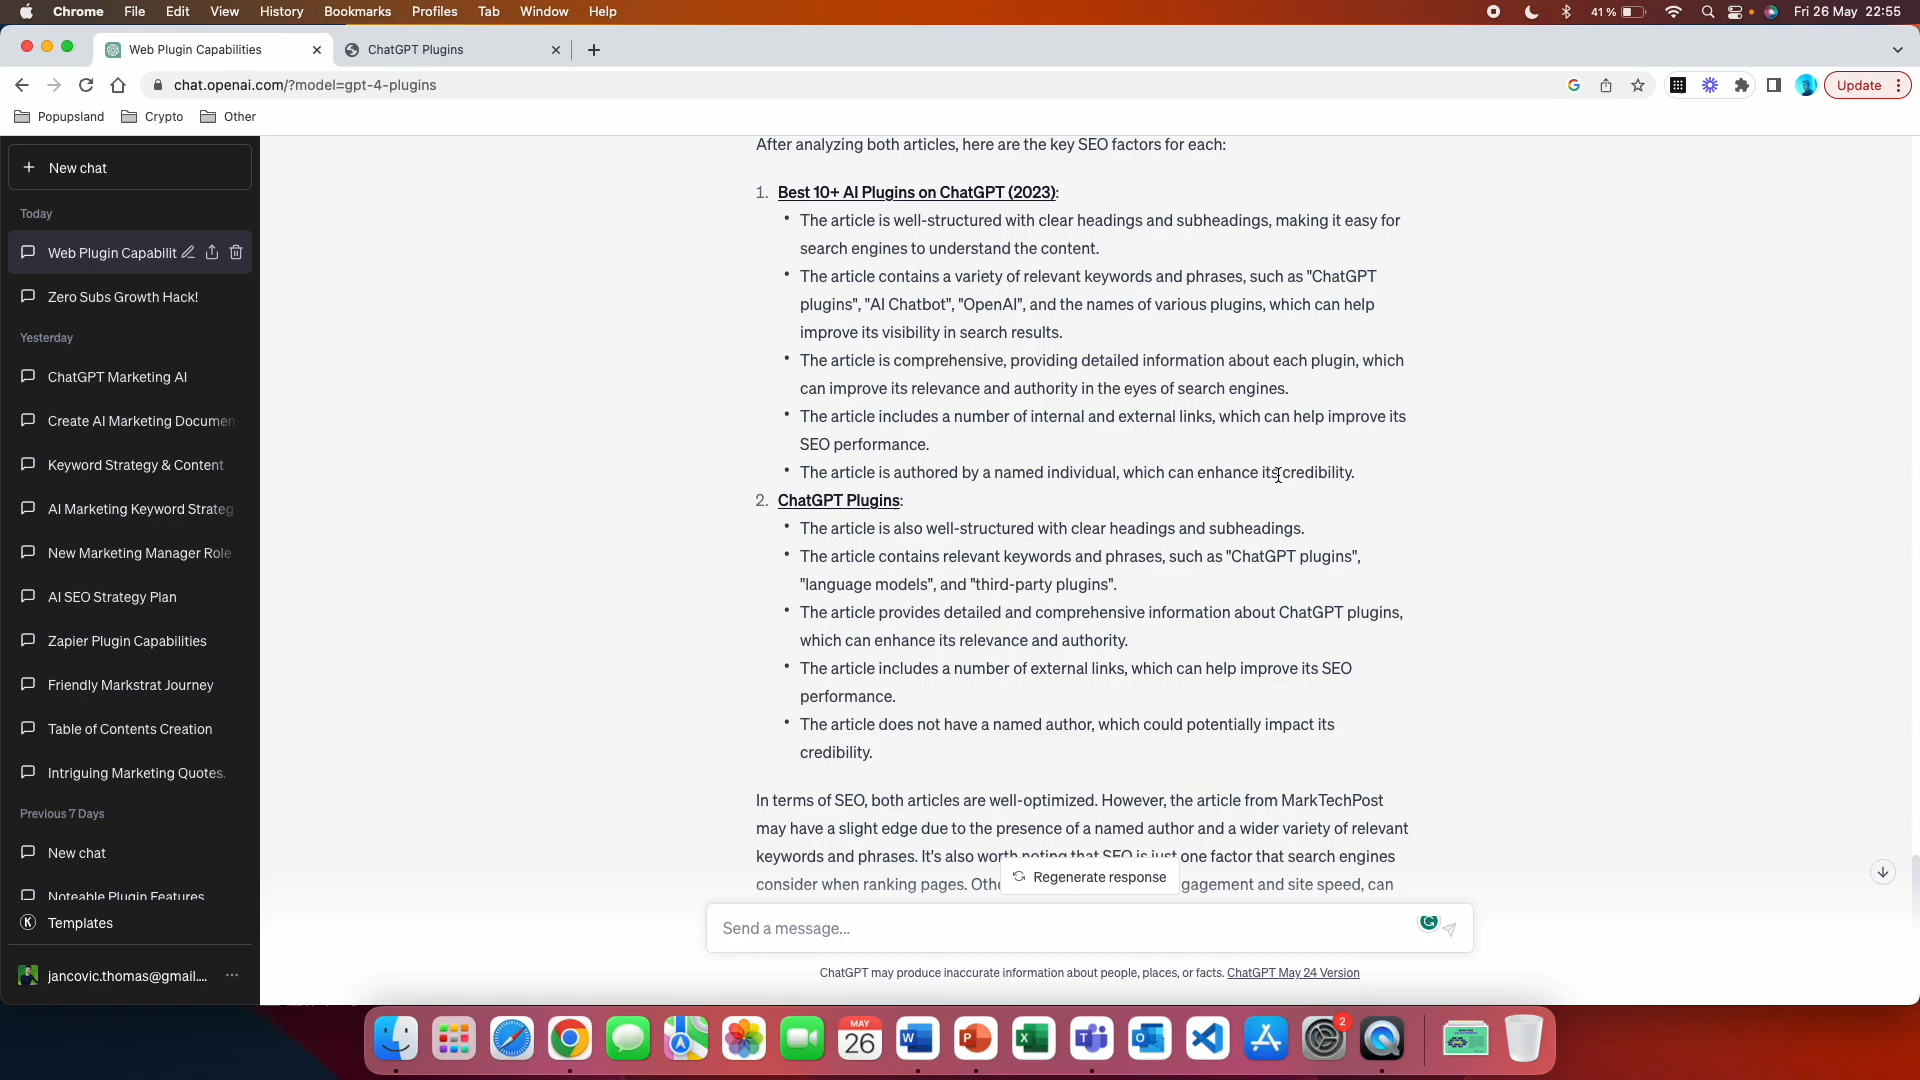 Chrome File Edit View History Bookmarks Profiles Tab Window Help 41 % Fri 26 May 22:55
Web Plugin Capabilities ChatGPT Plugins
chat.openai.com/?model=gpt-4-plugins Update
Popupsland Crypto Other
New chat
Today
Web Plugin Capabilit
Zero Subs Growth Hack!
Yesterday
ChatGPT Marketing AI
Create AI Marketing Documen
Keyword Strategy & Content
AI Marketing Keyword Strateg
New Marketing Manager Role
AI SEO Strategy Plan
Zapier Plugin Capabilities
Friendly Markstrat Journey
Table of Contents Creation
Intriguing Marketing Quotes.
Previous 7 Days
New chat
Noteable Plugin Features
K Templates
jancovic.thomas@gmail....
After analyzing both articles, here are the key SEO factors for each:
1. Best 10+ AI Plugins on ChatGPT (2023):
• The article is well-structured with clear headings and subheadings, making it easy for
search engines to understand the content.
• The article contains a variety of relevant keywords and phrases, such as "ChatGPT
plugins", "AI Chatbot", "OpenAI", and the names of various plugins, which can help
improve its visibility in search results.
• The article is comprehensive, providing detailed information about each plugin, which
can improve its relevance and authority in the eyes of search engines.
• The article includes a number of internal and external links, which can help improve its
SEO performance.
• The article is authored by a named individual, which can enhance its credibility.
2. ChatGPT Plugins:
• The article is also well-structured with clear headings and subheadings.
• The article contains relevant keywords and phrases, such as "ChatGPT plugins",
"language models", and "third-party plugins".
• The article provides detailed and comprehensive information about ChatGPT plugins,
which can enhance its relevance and authority.
• The article includes a number of external links, which can help improve its SEO
performance.
• The article does not have a named author, which could potentially impact its
credibility.
In terms of SEO, both articles are well-optimized. However, the article from MarkTechPost
may have a slight edge due to the presence of a named author and a wider variety of relevant
keywords and phrases. It's also worth noting that SEO is just one factor that search engines
consider when ranking pages. Othe gagement and site speed, can
Regenerate response
Send a message...
ChatGPT may produce inaccurate information about people, places, or facts. ChatGPT May 24 Version
MAY
26
W P X T O 2